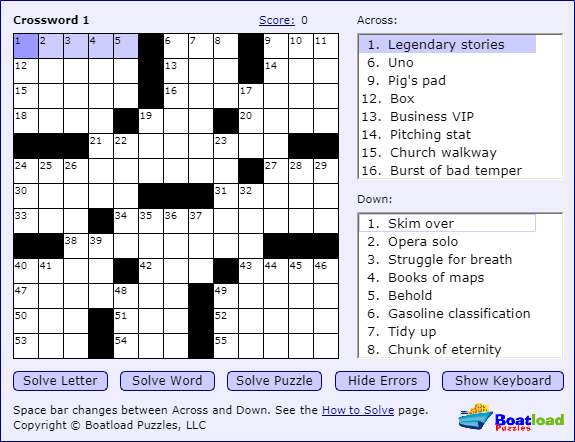 Crossword 1 Score: 0
1 2 3 4 5 6 7 8 9 10 11
12 13 14
15 16 17
18 19 20
21 22 23
24 25 26 27 28 29
30 31 32
33 34 35 36 37
38 39
40 41 42 43 44 45 46
47 48 49
50 51 52
53 54 55
Across:
1. Legendary stories
6. Uno
9. Pig's pad
12. Box
13. Business VIP
14. Pitching stat
15. Church walkway
16. Burst of bad temper
Down:
1. Skim over
2. Opera solo
3. Struggle for breath
4. Books of maps
5. Behold
6. Gasoline classification
7. Tidy up
8. Chunk of eternity
Solve Letter Solve Word Solve Puzzle Hide Errors Show Keyboard
Space bar changes between Across and Down. See the How to Solve page.
Copyright © Boatload Puzzles, LLC
Boatload
Puzzles